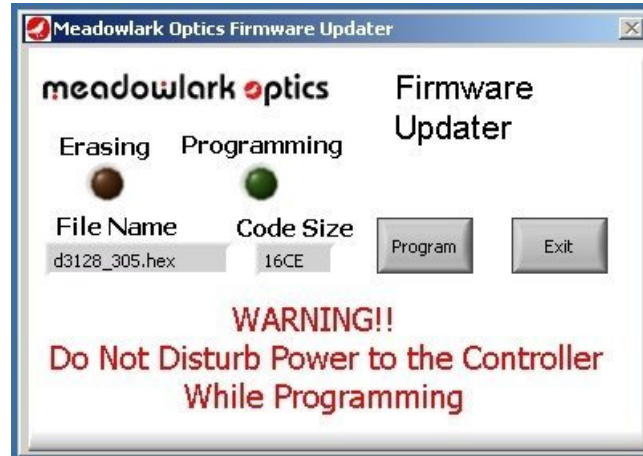 Meadowlark Optics Firmware Updater
meadowlark optics
Firmware
Updater
Erasing
Programming
File Name
Code Size
d3128_305.hex
16CE
Program
Exit
WARNING!!
Do Not Disturb Power to the Controller
While Programming